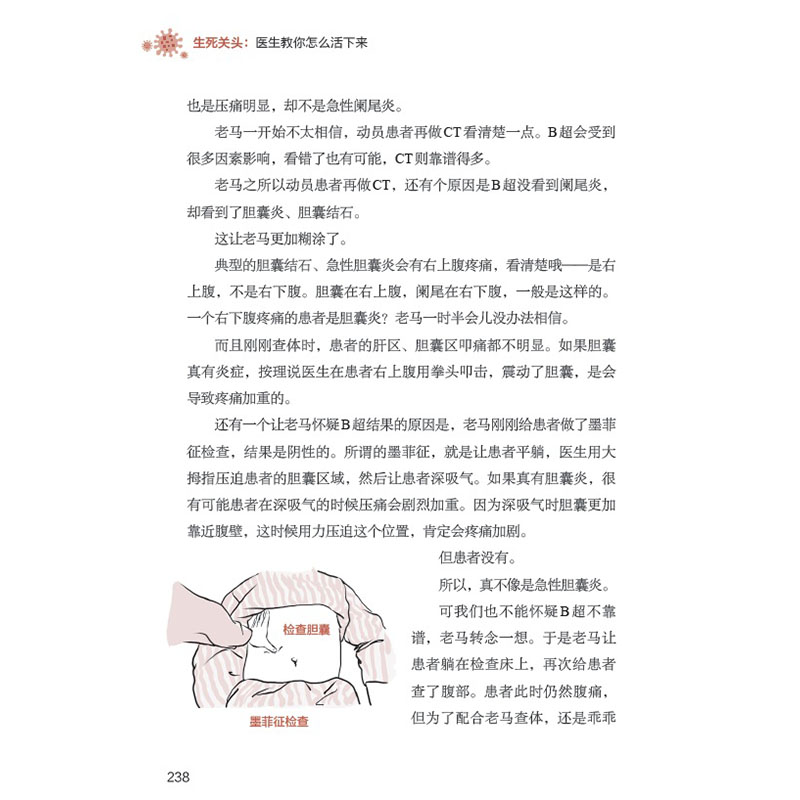 生死关头：医生教你怎么活下来
也是压痛明显，却不是急性阑尾炎。
老马一开始不太相信，动员患者再做CT看清楚一点。B超会受到
很多因素影响，看错了也有可能，CT则靠谱得多。
老马之所以动员患者再做CT，还有个原因是B超没看到阑尾炎，
却看到了胆囊炎、胆囊结石。
这让老马更加糊涂了。
典型的胆囊结石、急性胆囊炎会有右上腹疼痛，看清楚哦——是右
上腹，不是右下腹。胆囊在右上腹，阑尾在右下腹，一般是这样的。
一个右下腹疼痛的患者是胆囊炎？老马一时半会儿没办法相信。
而且刚刚查体时，患者的肝区、胆囊区叩痛都不明显。如果胆囊
真有炎症，按理说医生在患者右上腹用拳头叩击，震动了胆囊，是会
导致疼痛加重的。
还有一个让老马怀疑B超结果的原因是，老马刚刚给患者做了墨菲
征检查，结果是阴性的。所谓的墨菲征，就是让患者平躺，医生用大
拇指压迫患者的胆囊区域，然后让患者深吸气。如果真有胆囊炎，很
有可能患者在深吸气的时候压痛会剧烈加重。因为深吸气时胆囊更加
靠近腹壁，这时候用力压迫这个位置，肯定会疼痛加剧。
但患者没有。
所以，真不像是急性胆囊炎。
可我们也不能怀疑B超不靠
谱，老马转念一想。于是老马让
患者躺在检查床上，再次给患者
查了腹部。患者此时仍然腹痛，
但为了配合老马查体，还是乖乖
检查胆囊
墨菲征检查
238